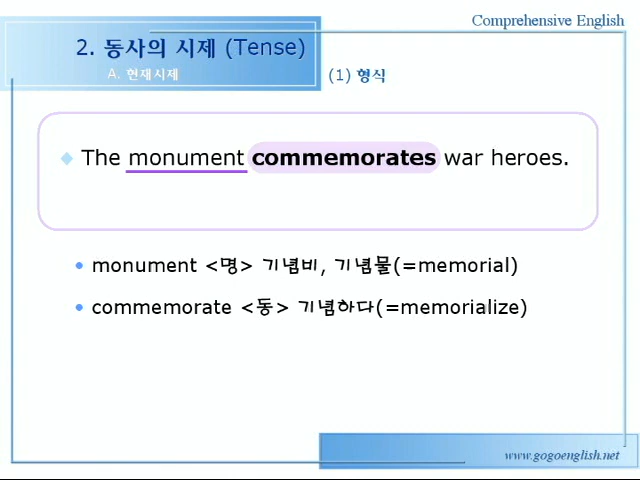 Comprehensive English
2. 동사의 시제 (Tense)
A. 현재시제
(1) 형식
The monument commemorates war heroes.
monument <명> 기념비, 기념물(=memorial)
commemorate <동> 기념하다(=memorialize)
www.gogoenglish.net